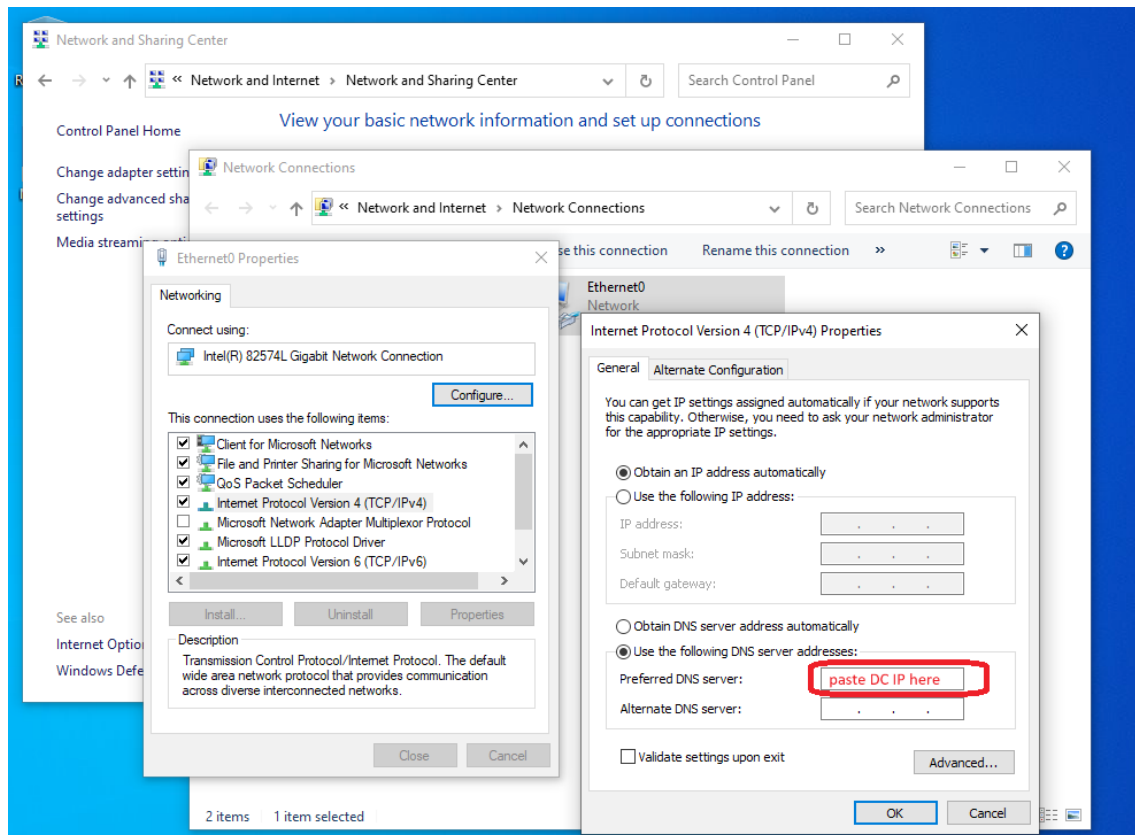 Network and Sharing Center
R
« Network and Internet > Network and Sharing Center
Search Control Panel
Control Panel Home
View your basic network information and set up connections
Change adapter settin
Change advanced sha
settings
Media streami
Network Connections
« Network and Internet > Network Connections
Search Network Connections
se this connection
Rename this connection
»
Ethernet0
Network
Ethernet0 Properties
Networking
Connect using:
Intel(R) 82574L Gigabit Network Connection
Configure...
This connection uses the following items:
Client for Microsoft Networks
File and Printer Sharing for Microsoft Networks
QoS Packet Scheduler
Internet Protocol Version 4 (TCP/IPv4)
Microsoft Network Adapter Multiplexor Protocol
Microsoft LLDP Protocol Driver
Internet Protocol Version 6 (TCP/IPv6)
Install...
Uninstall
Properties
Description
Transmission Control Protocol/Internet Protocol. The default
wide area network protocol that provides communication
across diverse interconnected networks.
Close
Cancel
Internet Protocol Version 4 (TCP/IPv4) Properties
General
Alternate Configuration
You can get IP settings assigned automatically if your network supports
this capability. Otherwise, you need to ask your network administrator
for the appropriate IP settings.
Obtain an IP address automatically
Use the following IP address:
IP address:
Subnet mask:
Default gateway:
Obtain DNS server address automatically
Use the following DNS server addresses:
Preferred DNS server:
paste DC IP here
Alternate DNS server:
Validate settings upon exit
Advanced...
OK
Cancel
See also
Internet Optio
Windows Defe
2 items
1 item selected